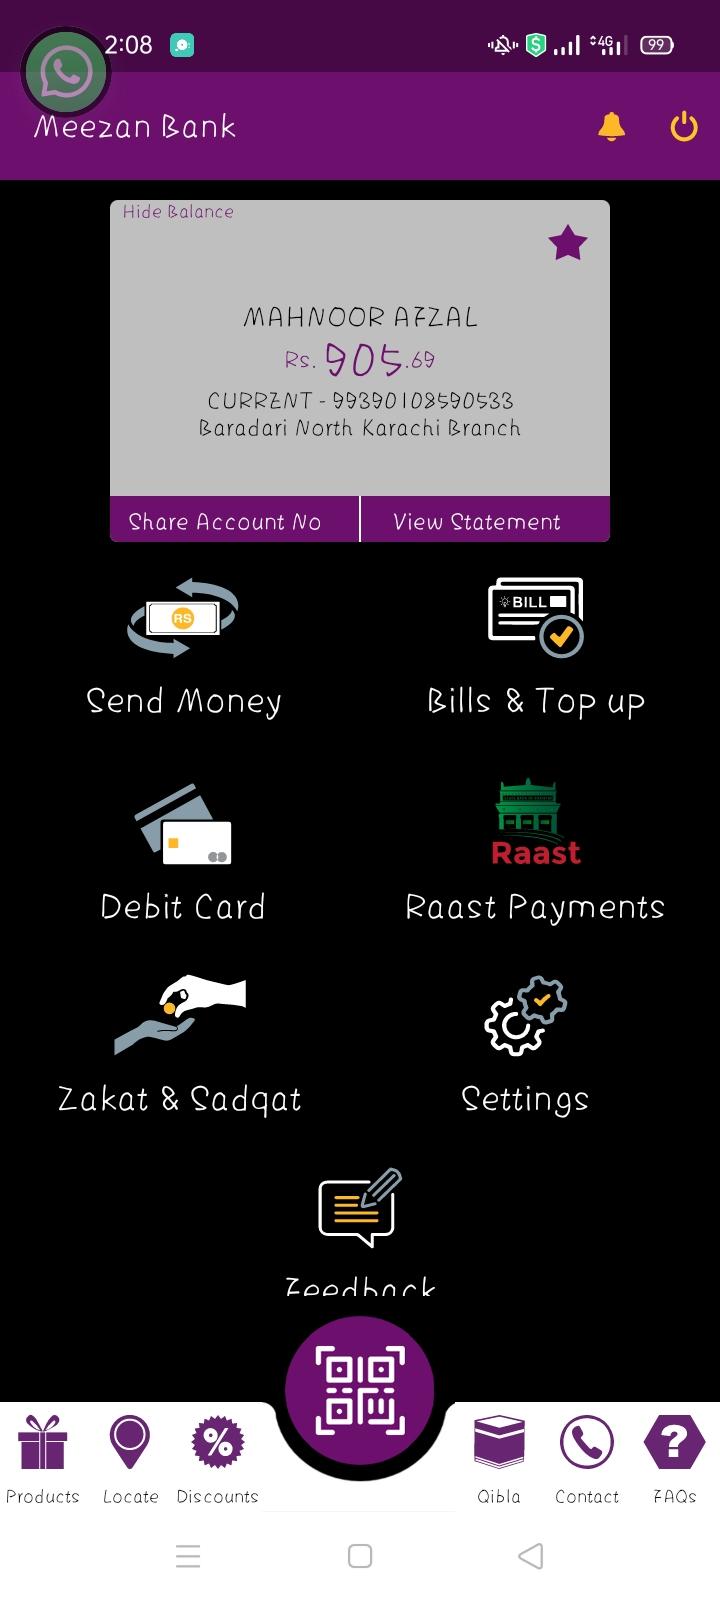 2:08
4G
99
Meezan Bank
Hide Balance
MAHNOOR AFZAL
Rs. 905.69
CURRENT - 99390108590533
Baradari North Karachi Branch
Share Account No
View Statement
RS
BILL
Send Money
Bills & Top up
Raast
Debit Card
Raast Payments
Zakat & Sadqat
Settings
Feedback
Products
Locate
Discounts
Qibla
Contact
FAQs